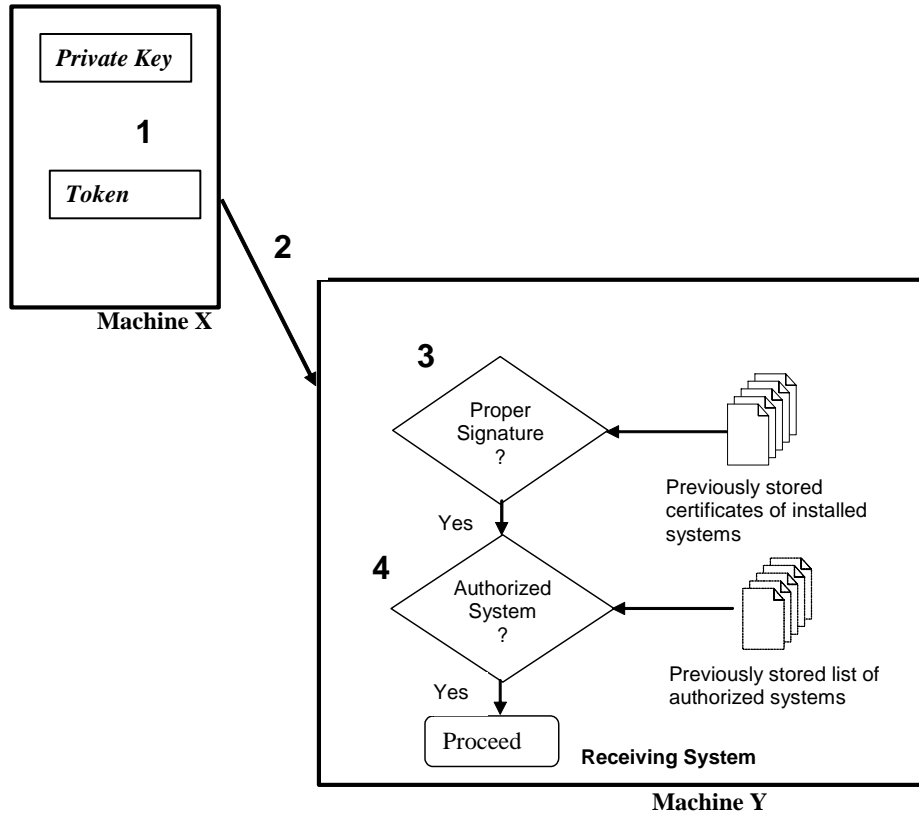 Private Key
1
Token
Machine X
2
3
Proper
Signature
?
Previously stored
certificates of installed
systems
Yes
4
Authorized
System
?
Previously stored list of
authorized systems
Yes
Proceed
Receiving System
Machine Y